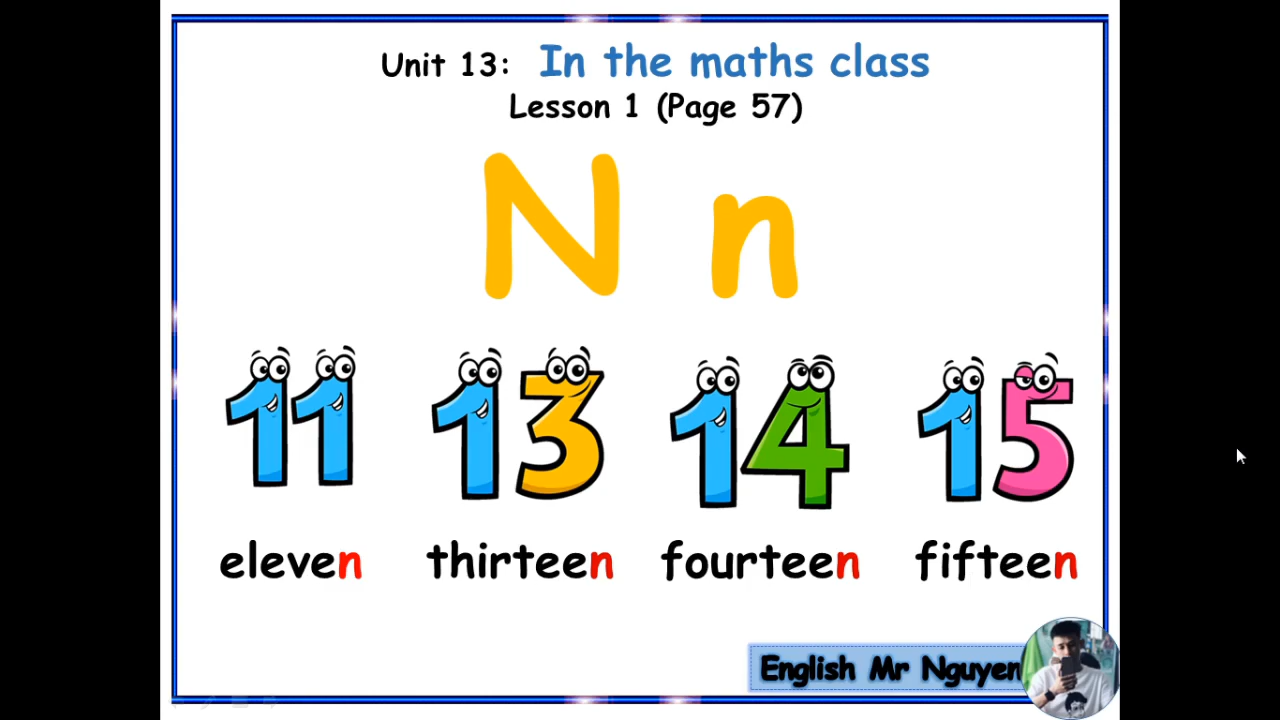 Unit 13: In the maths class
Lesson 1 (Page 57)
N n
11 13 14 15
eleven thirteen fourteen fifteen
English Mr Nguyen